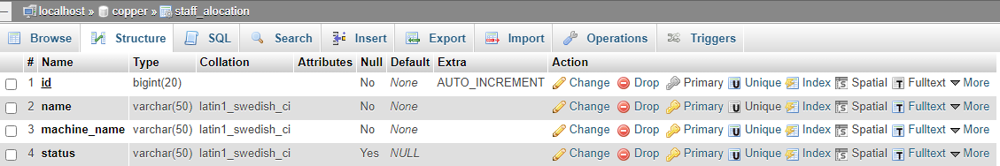 localhost » copper » staff_alocation
Browse Structure SQL Search Insert Export Import Operations Triggers
# Name Type Collation Attributes Null Default Extra Action
1 id bigint(20) No None AUTO_INCREMENT Change Drop Primary Unique Index Spatial Fulltext More
2 name varchar(50) latin1_swedish_ci No None Change Drop Primary Unique Index Spatial Fulltext More
3 machine_name varchar(50) latin1_swedish_ci No None Change Drop Primary Unique Index Spatial Fulltext More
4 status varchar(50) latin1_swedish_ci Yes NULL Change Drop Primary Unique Index Spatial Fulltext More